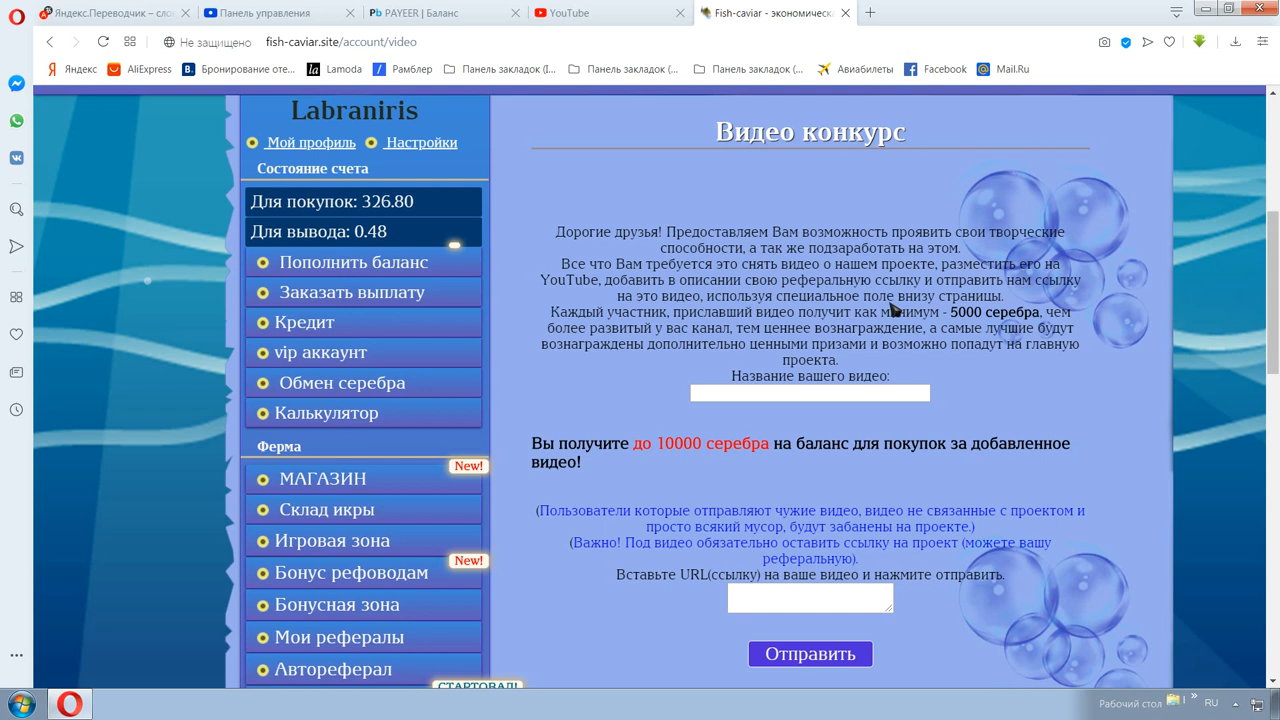 Яндекс.Переводчик – сло
Панель управления
PAYEER | Баланс
YouTube
Fish-caviar - экономическ
Не защищено
fish-caviar.site/account/video
Яндекс
AliExpress
Бронирование оте...
Lamoda
Рамблер
Панель закладок (I...
Панель закладок (...
Панель закладок (...
Авиабилеты
Facebook
Mail.Ru
Labraniris
Мой профиль
Настройки
Состояние счета
Для покупок: 326.80
Для вывода: 0.48
Пополнить баланс
Заказать выплату
Кредит
vip аккаунт
Обмен серебра
Калькулятор
Ферма
New!
МАГАЗИН
Склад икры
Игровая зона
New!
Бонус рефоводам
Бонусная зона
Мои рефералы
Автореферал
СТАРТОВАЛ!
Видео конкурс
Дорогие друзья! Предоставляем Вам возможность проявить свои творческие
способности, а так же подзаработать на этом.
Все что Вам требуется это снять видео о нашем проекте, разместить его на
YouTube, добавить в описании свою реферальную ссылку и отправить нам ссылку
на это видео, используя специальное поле внизу страницы.
Каждый участник, приславший видео получит как минимум - 5000 серебра, чем
более развитый у вас канал, тем ценнее вознаграждение, а самые лучшие будут
вознаграждены дополнительно ценными призами и возможно попадут на главную
проекта.
Название вашего видео:
Вы получите до 10000 серебра на баланс для покупок за добавленное
видео!
(Пользователи которые отправляют чужие видео, видео не связанные с проектом и
просто всякий мусор, будут забанены на проекте.)
(Важно! Под видео обязательно оставить ссылку на проект (можете вашу
реферальную).
Вставьте URL(ссылку) на ваше видео и нажмите отправить.
Отправить
Рабочий стол
RU